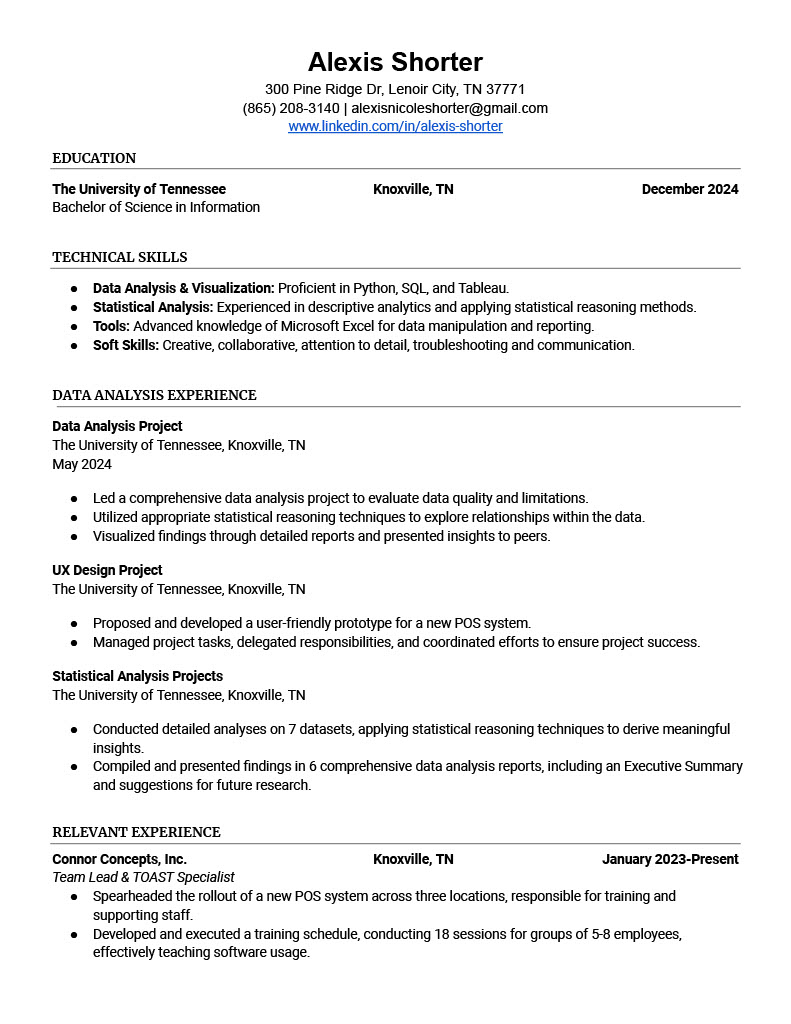 Alexis Shorter
300 Pine Ridge Dr, Lenoir City, TN 37771
(865) 208-3140 | alexisnicoleshorter@gmail.com
www.linkedin.com/in/alexis-shorter
EDUCATION
The University of Tennessee Knoxville, TN December 2024
Bachelor of Science in Information
TECHNICAL SKILLS
● Data Analysis & Visualization: Proficient in Python, SQL, and Tableau.
● Statistical Analysis: Experienced in descriptive analytics and applying statistical reasoning methods.
● Tools: Advanced knowledge of Microsoft Excel for data manipulation and reporting.
● Soft Skills: Creative, collaborative, attention to detail, troubleshooting and communication.
DATA ANALYSIS EXPERIENCE
Data Analysis Project
The University of Tennessee, Knoxville, TN
May 2024
● Led a comprehensive data analysis project to evaluate data quality and limitations.
● Utilized appropriate statistical reasoning techniques to explore relationships within the data.
● Visualized findings through detailed reports and presented insights to peers.
UX Design Project
The University of Tennessee, Knoxville, TN
● Proposed and developed a user-friendly prototype for a new POS system.
● Managed project tasks, delegated responsibilities, and coordinated efforts to ensure project success.
Statistical Analysis Projects
The University of Tennessee, Knoxville, TN
● Conducted detailed analyses on 7 datasets, applying statistical reasoning techniques to derive meaningful
insights.
● Compiled and presented findings in 6 comprehensive data analysis reports, including an Executive Summary
and suggestions for future research.
RELEVANT EXPERIENCE
Connor Concepts, Inc. Knoxville, TN January 2023-Present
Team Lead & TOAST Specialist
● Spearheaded the rollout of a new POS system across three locations, responsible for training and
supporting staff.
● Developed and executed a training schedule, conducting 18 sessions for groups of 5-8 employees,
effectively teaching software usage.